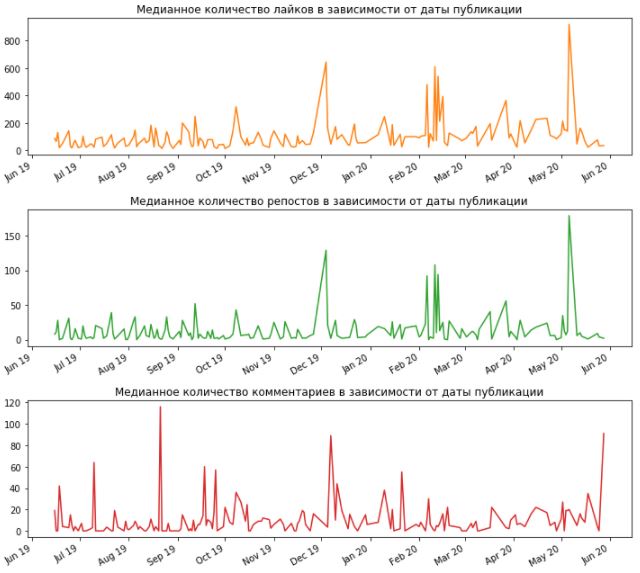 Медианное количество лайков в зависимости от даты публикации
800
600
400
200
0
Jun 19 Jul 19 Aug 19 Sep 19 Oct 19 Nov 19 Dec 19 Jan 20 Feb 20 Mar 20 Apr 20 May 20 Jun 20
Медианное количество репостов в зависимости от даты публикации
150
100
50
0
Jun 19 Jul 19 Aug 19 Sep 19 Oct 19 Nov 19 Dec 19 Jan 20 Feb 20 Mar 20 Apr 20 May 20 Jun 20
Медианное количество комментариев в зависимости от даты публикации
120
100
80
60
40
20
0
Jun 19 Jul 19 Aug 19 Sep 19 Oct 19 Nov 19 Dec 19 Jan 20 Feb 20 Mar 20 Apr 20 May 20 Jun 20